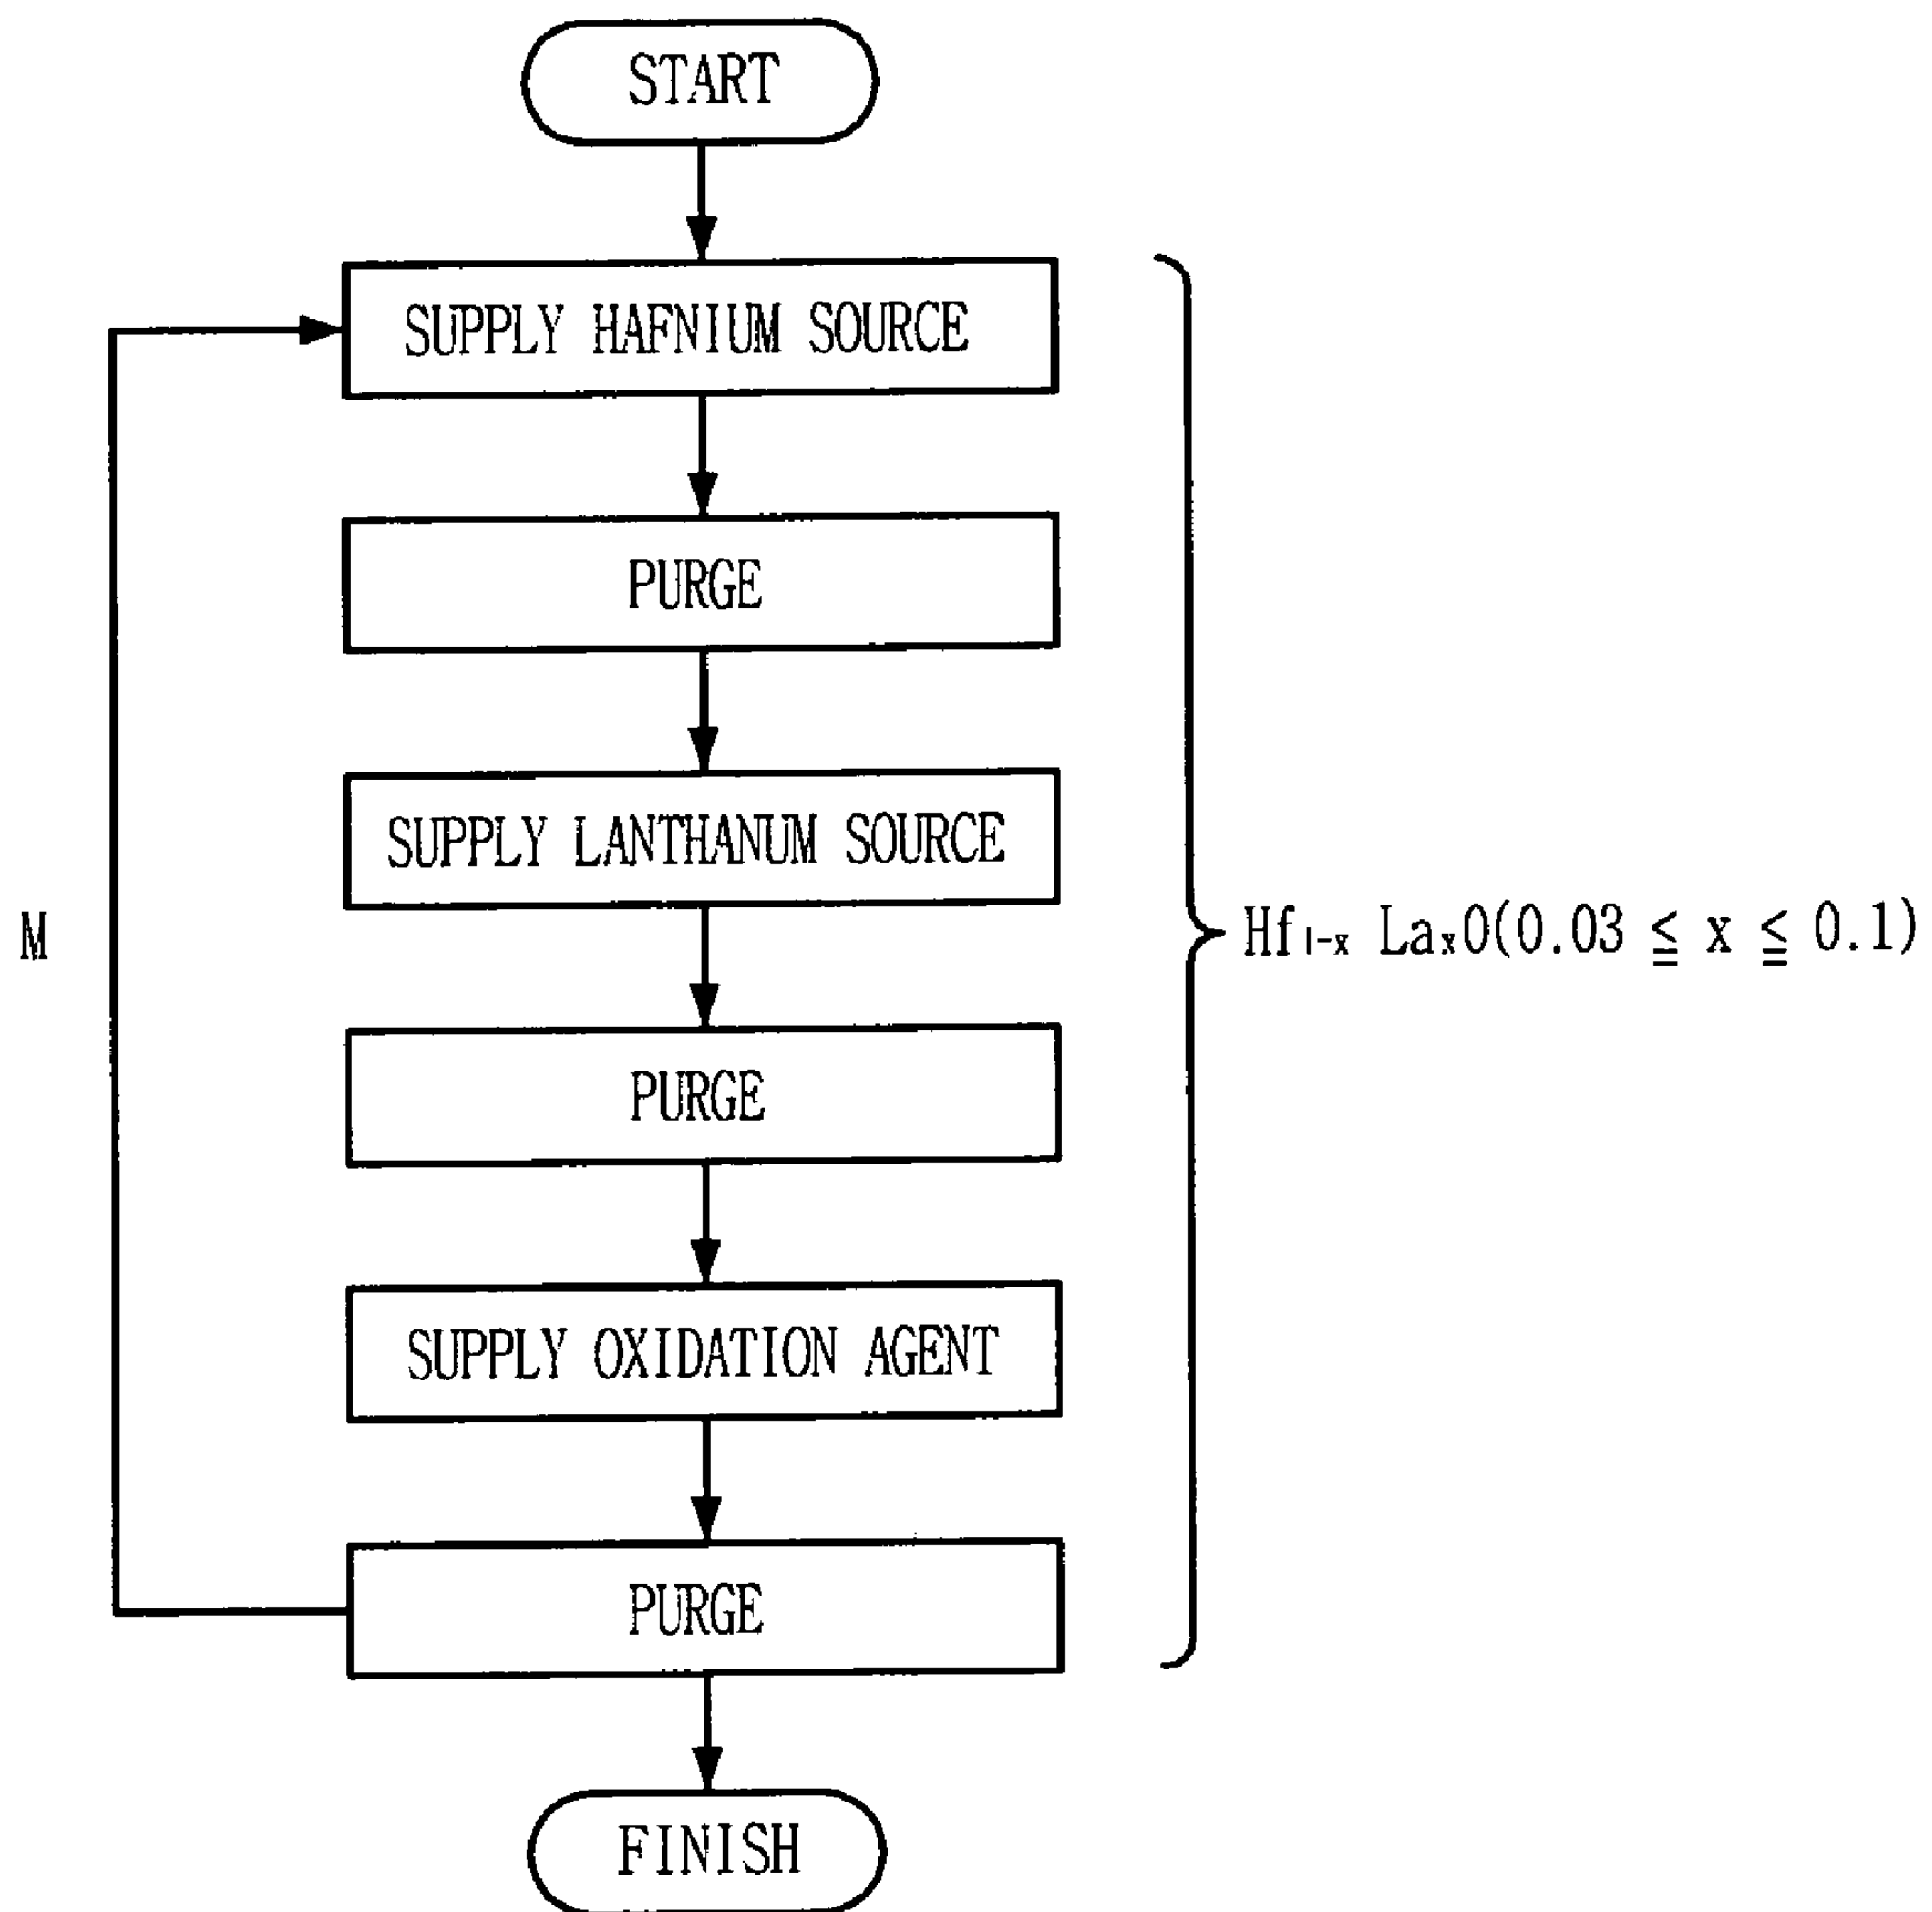 START
SUPPLY HAFNIUM SOURCE
PURGE
SUPPLY LANTHANUM SOURCE
M
Hf₁₋ₓ LaₓO(0.03 ≦ x ≦ 0.1)
PURGE
SUPPLY OXIDATION AGENT
PURGE
FINISH